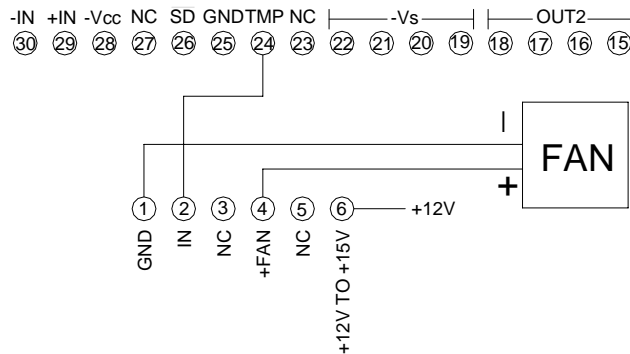 -IN +IN -Vcc NC SD GND TMP NC -Vs OUT2
30 29 28 27 26 25 24 23 22 21 20 19 18 17 16 15
FAN
+
1 2 3 4 5 6 +12V
GND IN NC +FAN NC +12V TO +15V